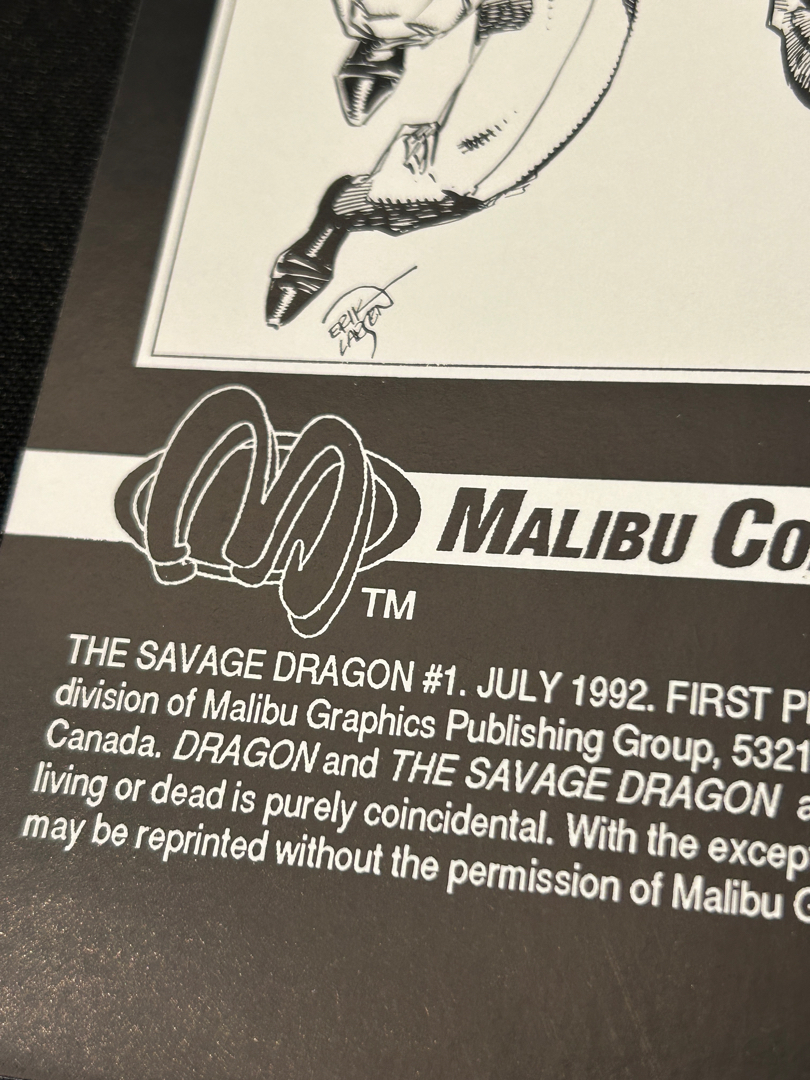 ERIK
LARSEN
MALIBU CO
TM
THE SAVAGE DRAGON #1. JULY 1992. FIRST P
division of Malibu Graphics Publishing Group, 5321
Canada. DRAGON and THE SAVAGE DRAGON a
living or dead is purely coincidental. With the excep
may be reprinted without the permission of Malibu G